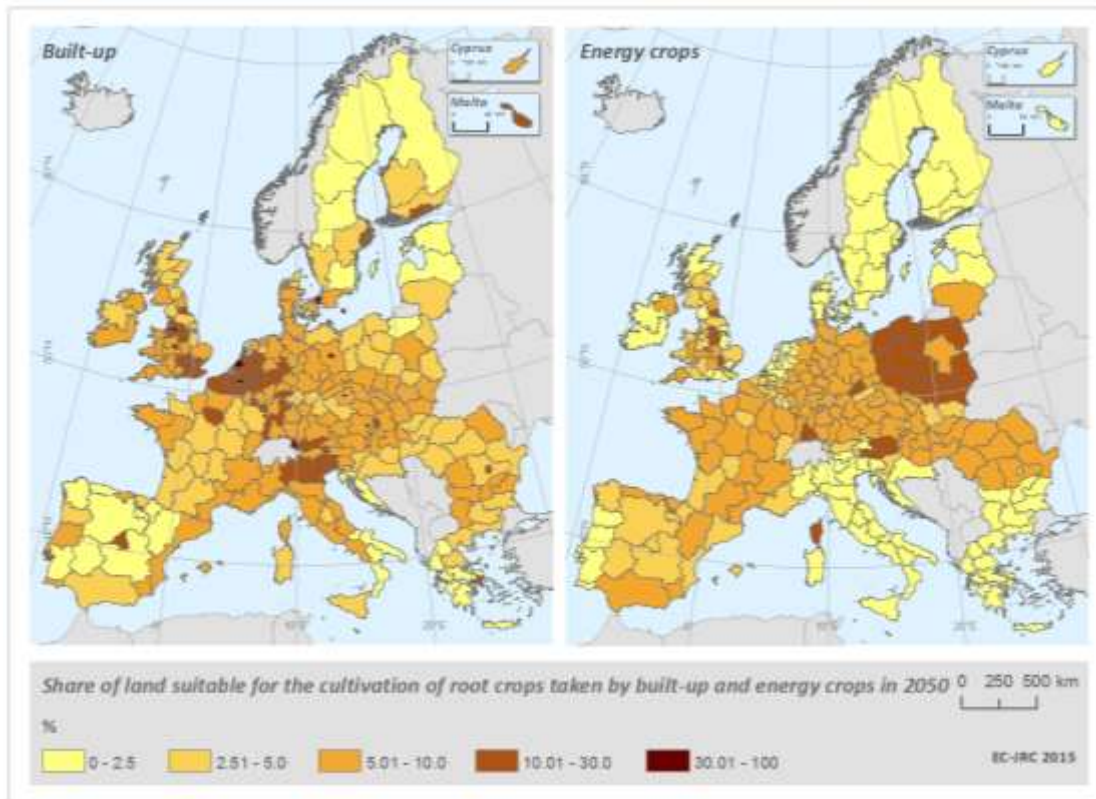 Built-up
Cyprus
Malta
Energy crops
Cyprus
Malta
Share of land suitable for the cultivation of root crops taken by built-up and energy crops in 2050
0 250 500 km
%
0 - 2.5
2.51 - 5.0
5.01 - 10.0
10.01 - 30.0
30.01 - 100
EC-JRC 2015